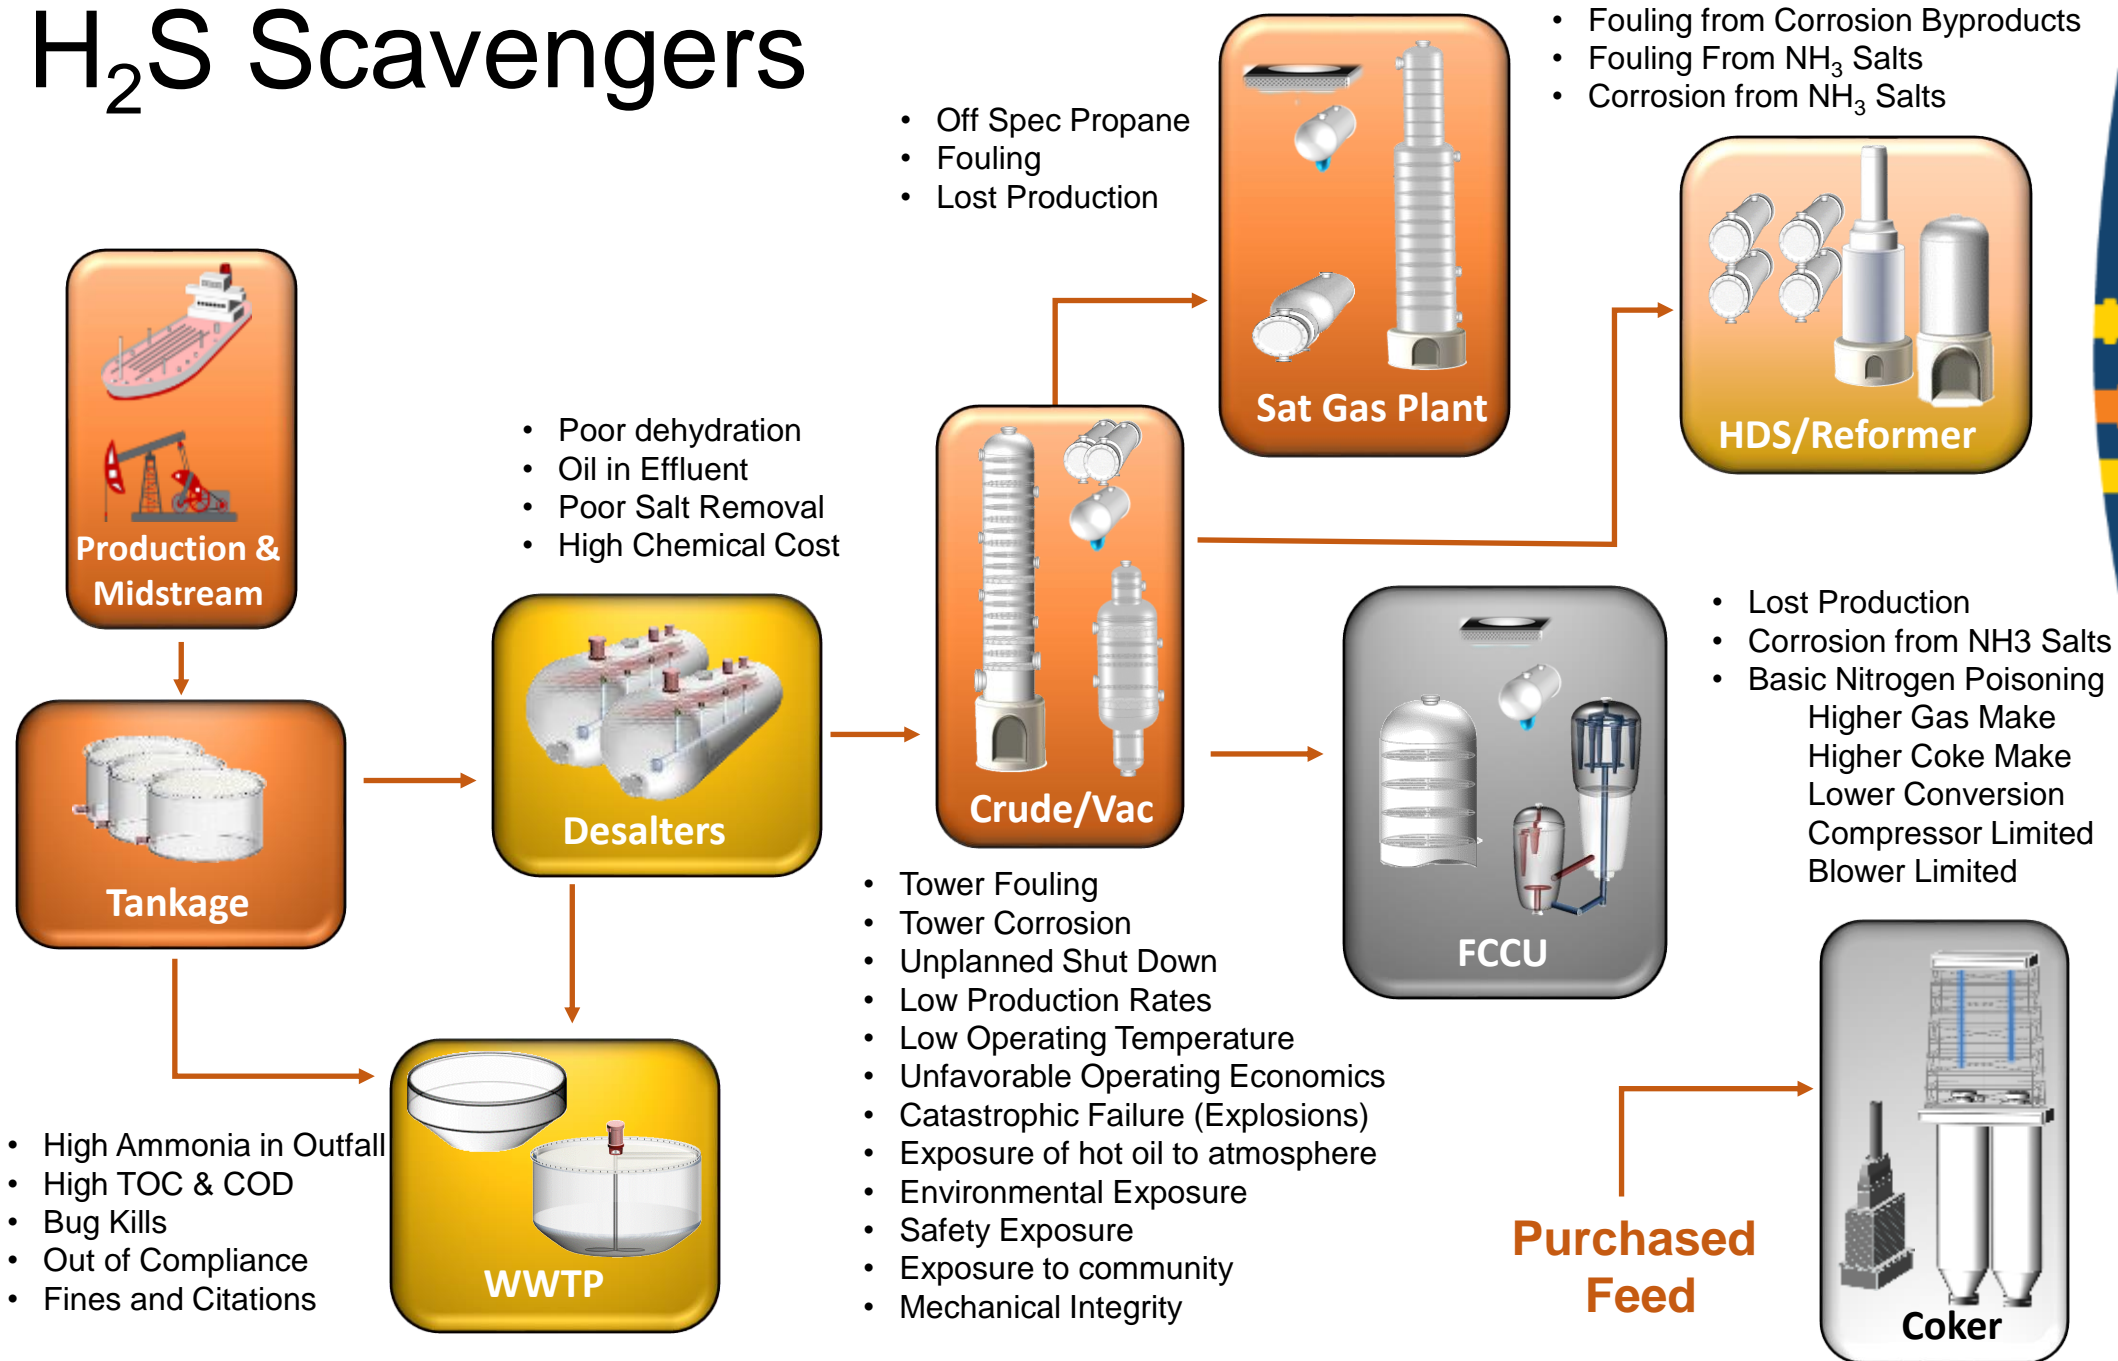 H₂S Scavengers
• Off Spec Propane
• Fouling
• Lost Production
• Fouling from Corrosion Byproducts
• Fouling From NH₃ Salts
• Corrosion from NH₃ Salts
Production &
Midstream
• Poor dehydration
• Oil in Effluent
• Poor Salt Removal
• High Chemical Cost
Sat Gas Plant
HDS/Reformer
Tankage
Desalters
Crude/Vac
FCCU
• Lost Production
• Corrosion from NH3 Salts
• Basic Nitrogen Poisoning
Higher Gas Make
Higher Coke Make
Lower Conversion
Compressor Limited
Blower Limited
• Tower Fouling
• Tower Corrosion
• Unplanned Shut Down
• Low Production Rates
• Low Operating Temperature
• Unfavorable Operating Economics
• Catastrophic Failure (Explosions)
• Exposure of hot oil to atmosphere
• Environmental Exposure
• Safety Exposure
• Exposure to community
• Mechanical Integrity
• High Ammonia in Outfall
• High TOC & COD
• Bug Kills
• Out of Compliance
• Fines and Citations
WWTP
Purchased
Feed
Coker